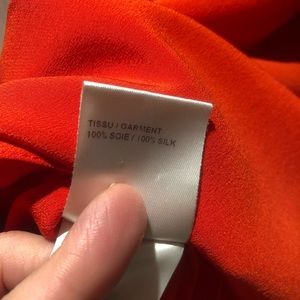 TISSU / GARMENT
100% SOIE / 100% SILK